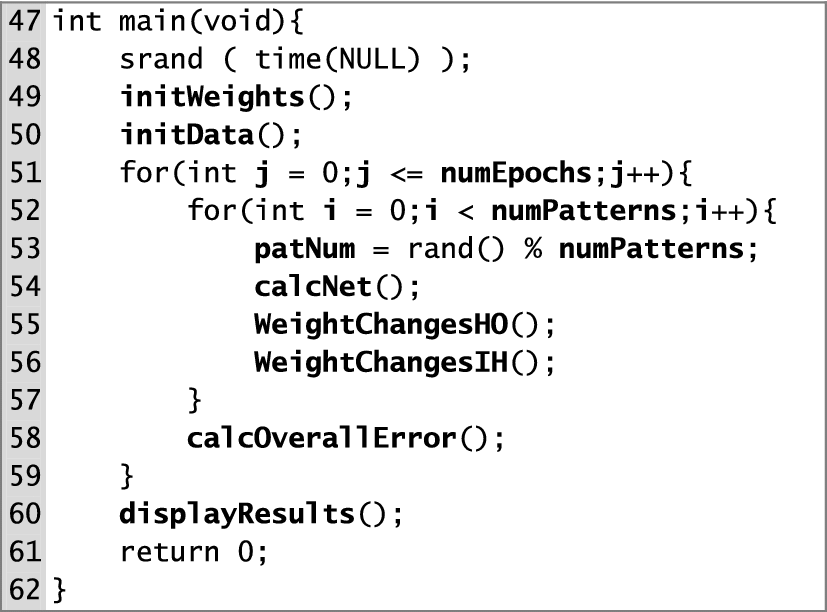 47 int main(void){
48     srand ( time(NULL) );
49     initWeights();
50     initData();
51     for(int j = 0;j <= numEpochs;j++){
52         for(int i = 0;i < numPatterns;i++){
53             patNum = rand() % numPatterns;
54             calcNet();
55             WeightChangesHO();
56             WeightChangesIH();
57         }
58         calcOverallError();
59     }
60     displayResults();
61     return 0;
62 }